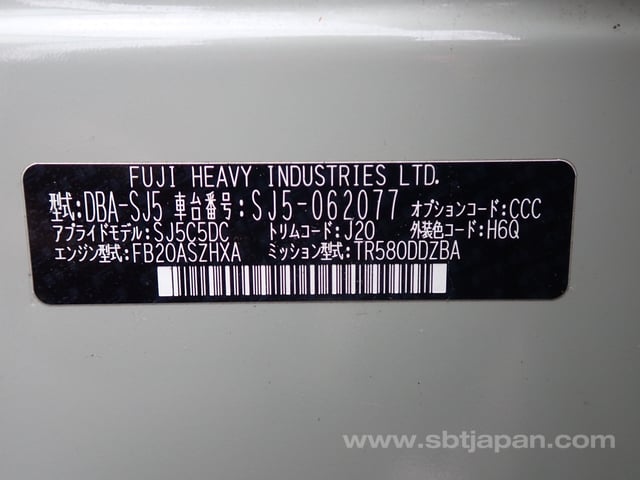 FUJI HEAVY INDUSTRIES LTD.
型式:DBA-SJ5 車台番号:SJ5-062077 オプションコード:CCC
アプライドモデル:SJ5C5DC トリムコード:J20 外装色コード:H6Q
エンジン型式:FB20ASZHXA ミッション型式:TR580DDZBA
www.sbtjapan.com